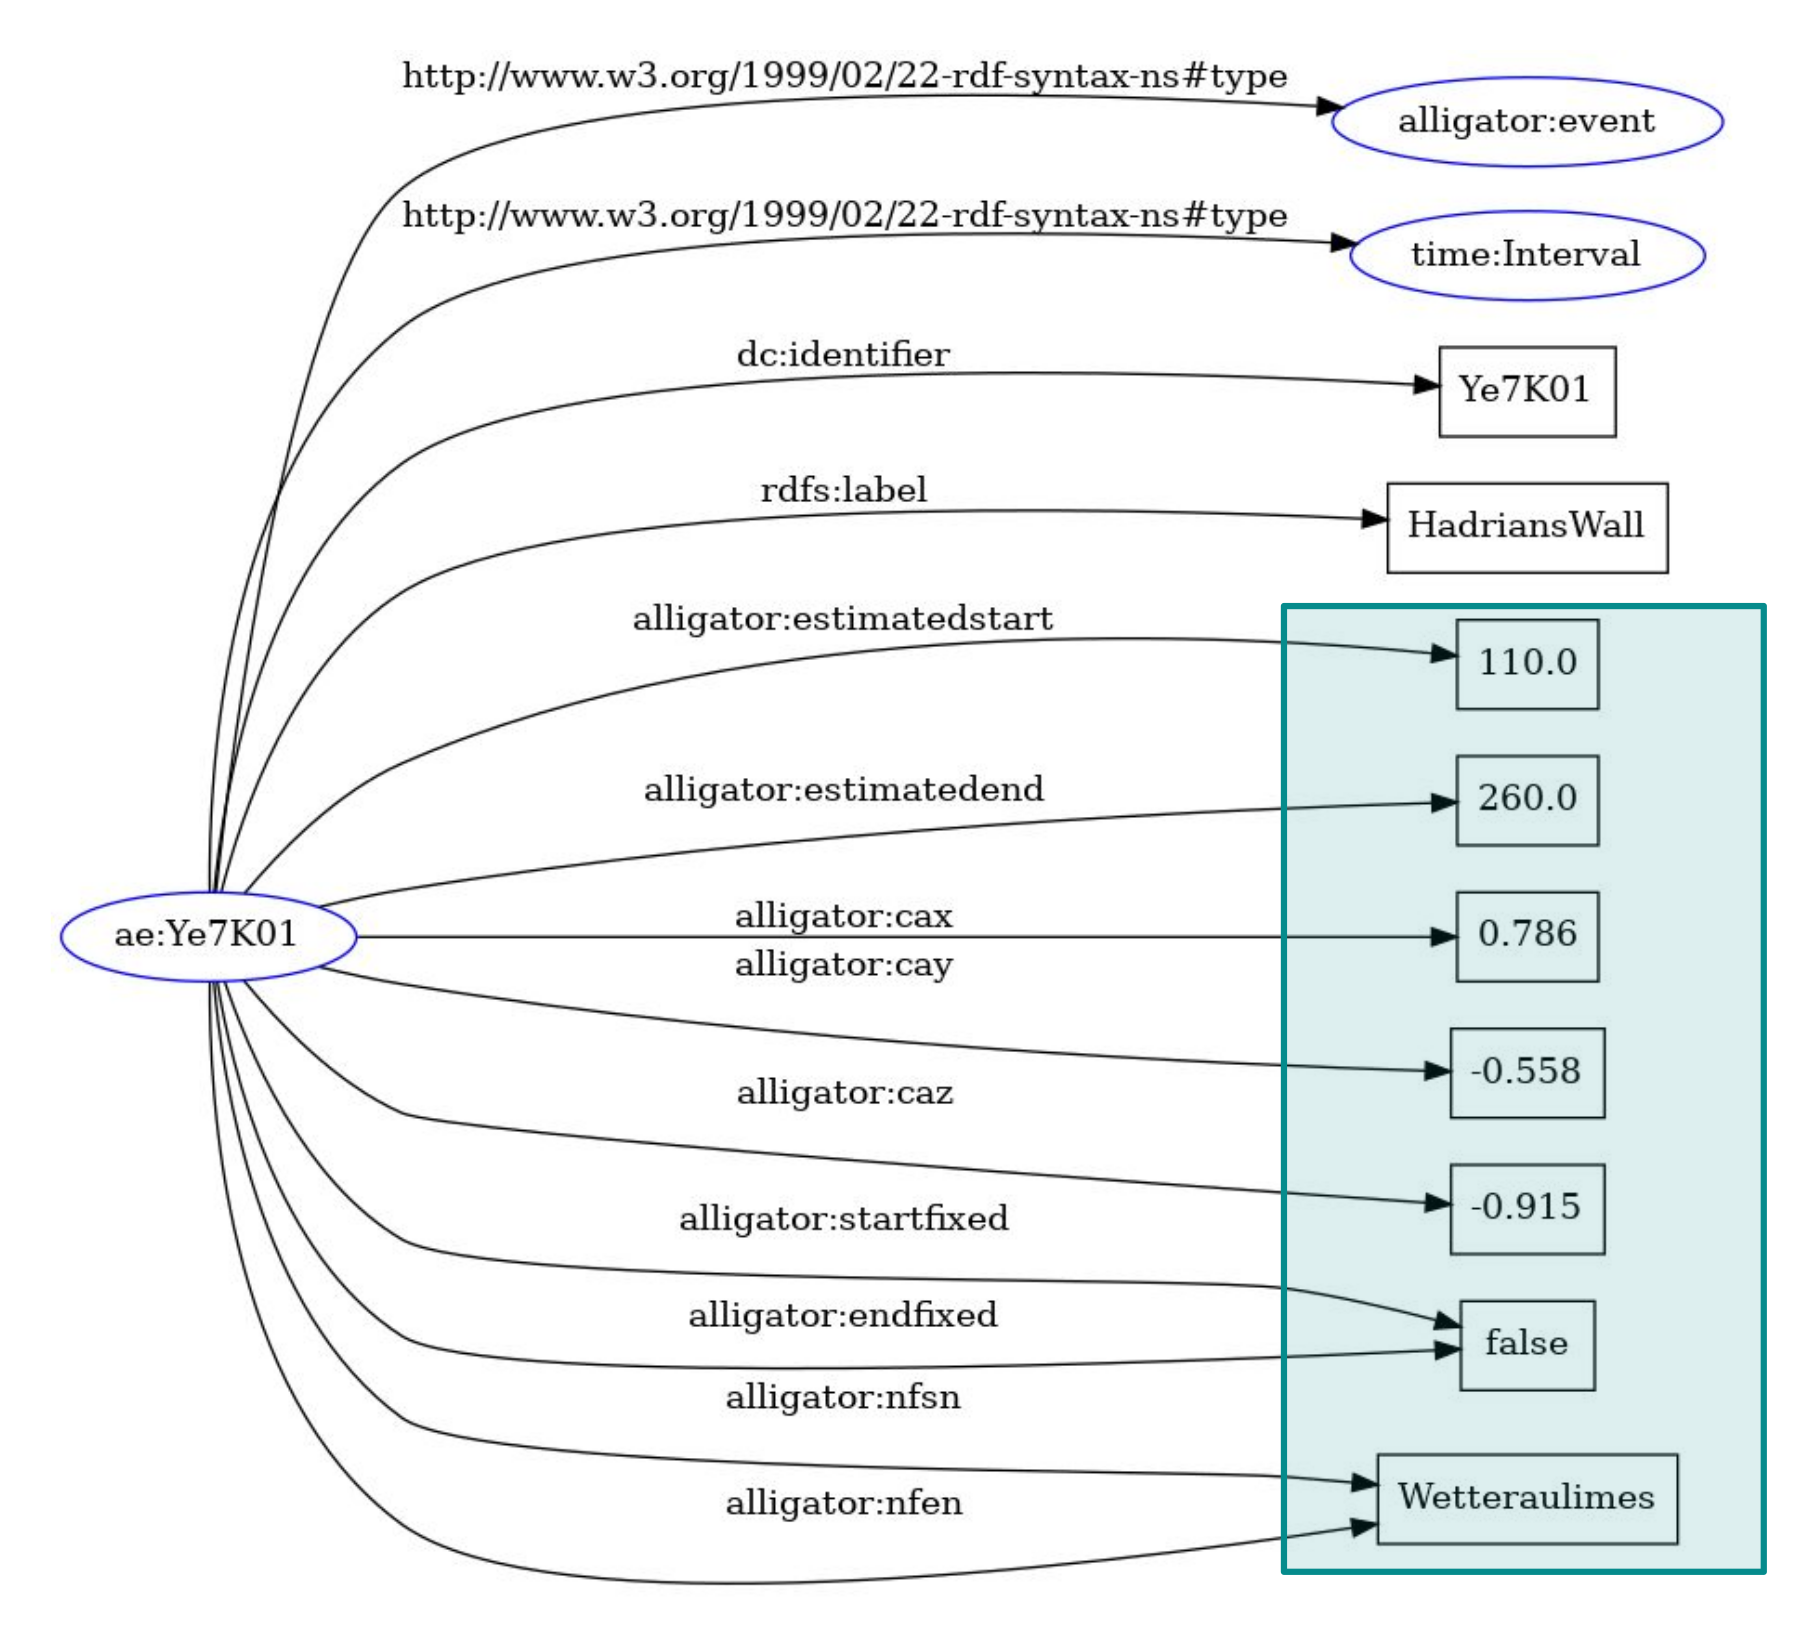 http://www.w3.org/1999/02/22-rdf-syntax-ns#type
alligator:event
http://www.w3.org/1999/02/22-rdf-syntax-ns#type
time:Interval
dc:identifier
Ye7K01
rdfs:label
HadriansWall
alligator:estimatedstart
110.0
alligator:estimatedend
260.0
ae:Ye7K01
alligator:cax
0.786
alligator:cay
-0.558
alligator:caz
-0.915
alligator:startfixed
alligator:endfixed
false
alligator:nfsn
Wetteraulimes
alligator:nfen